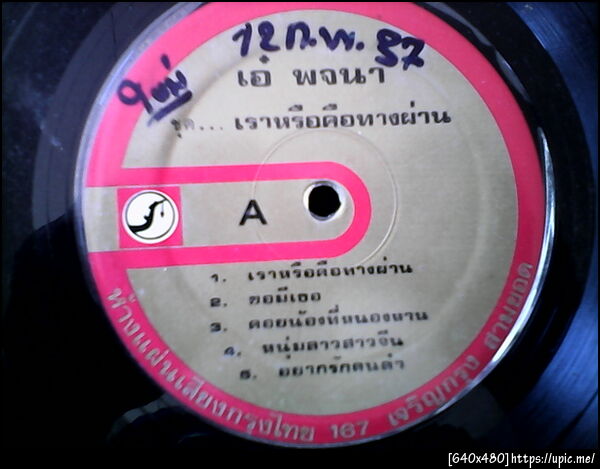 12 ก.พ. 37
ใหม่
เอ๋ พจนา
ชุด... เราหรือคือทางผ่าน
A
1. เราหรือคือทางผ่าน
2. ขอมีเธอ
3. คอยน้องที่หนองหาน
4. หนุ่มลาวสาวจีน
5. อยากรักคนดำ
ห้างแผ่นเสียงกรุงไทย 167 เจริญกรุง สามยอด
[640x480]https://upic.me/